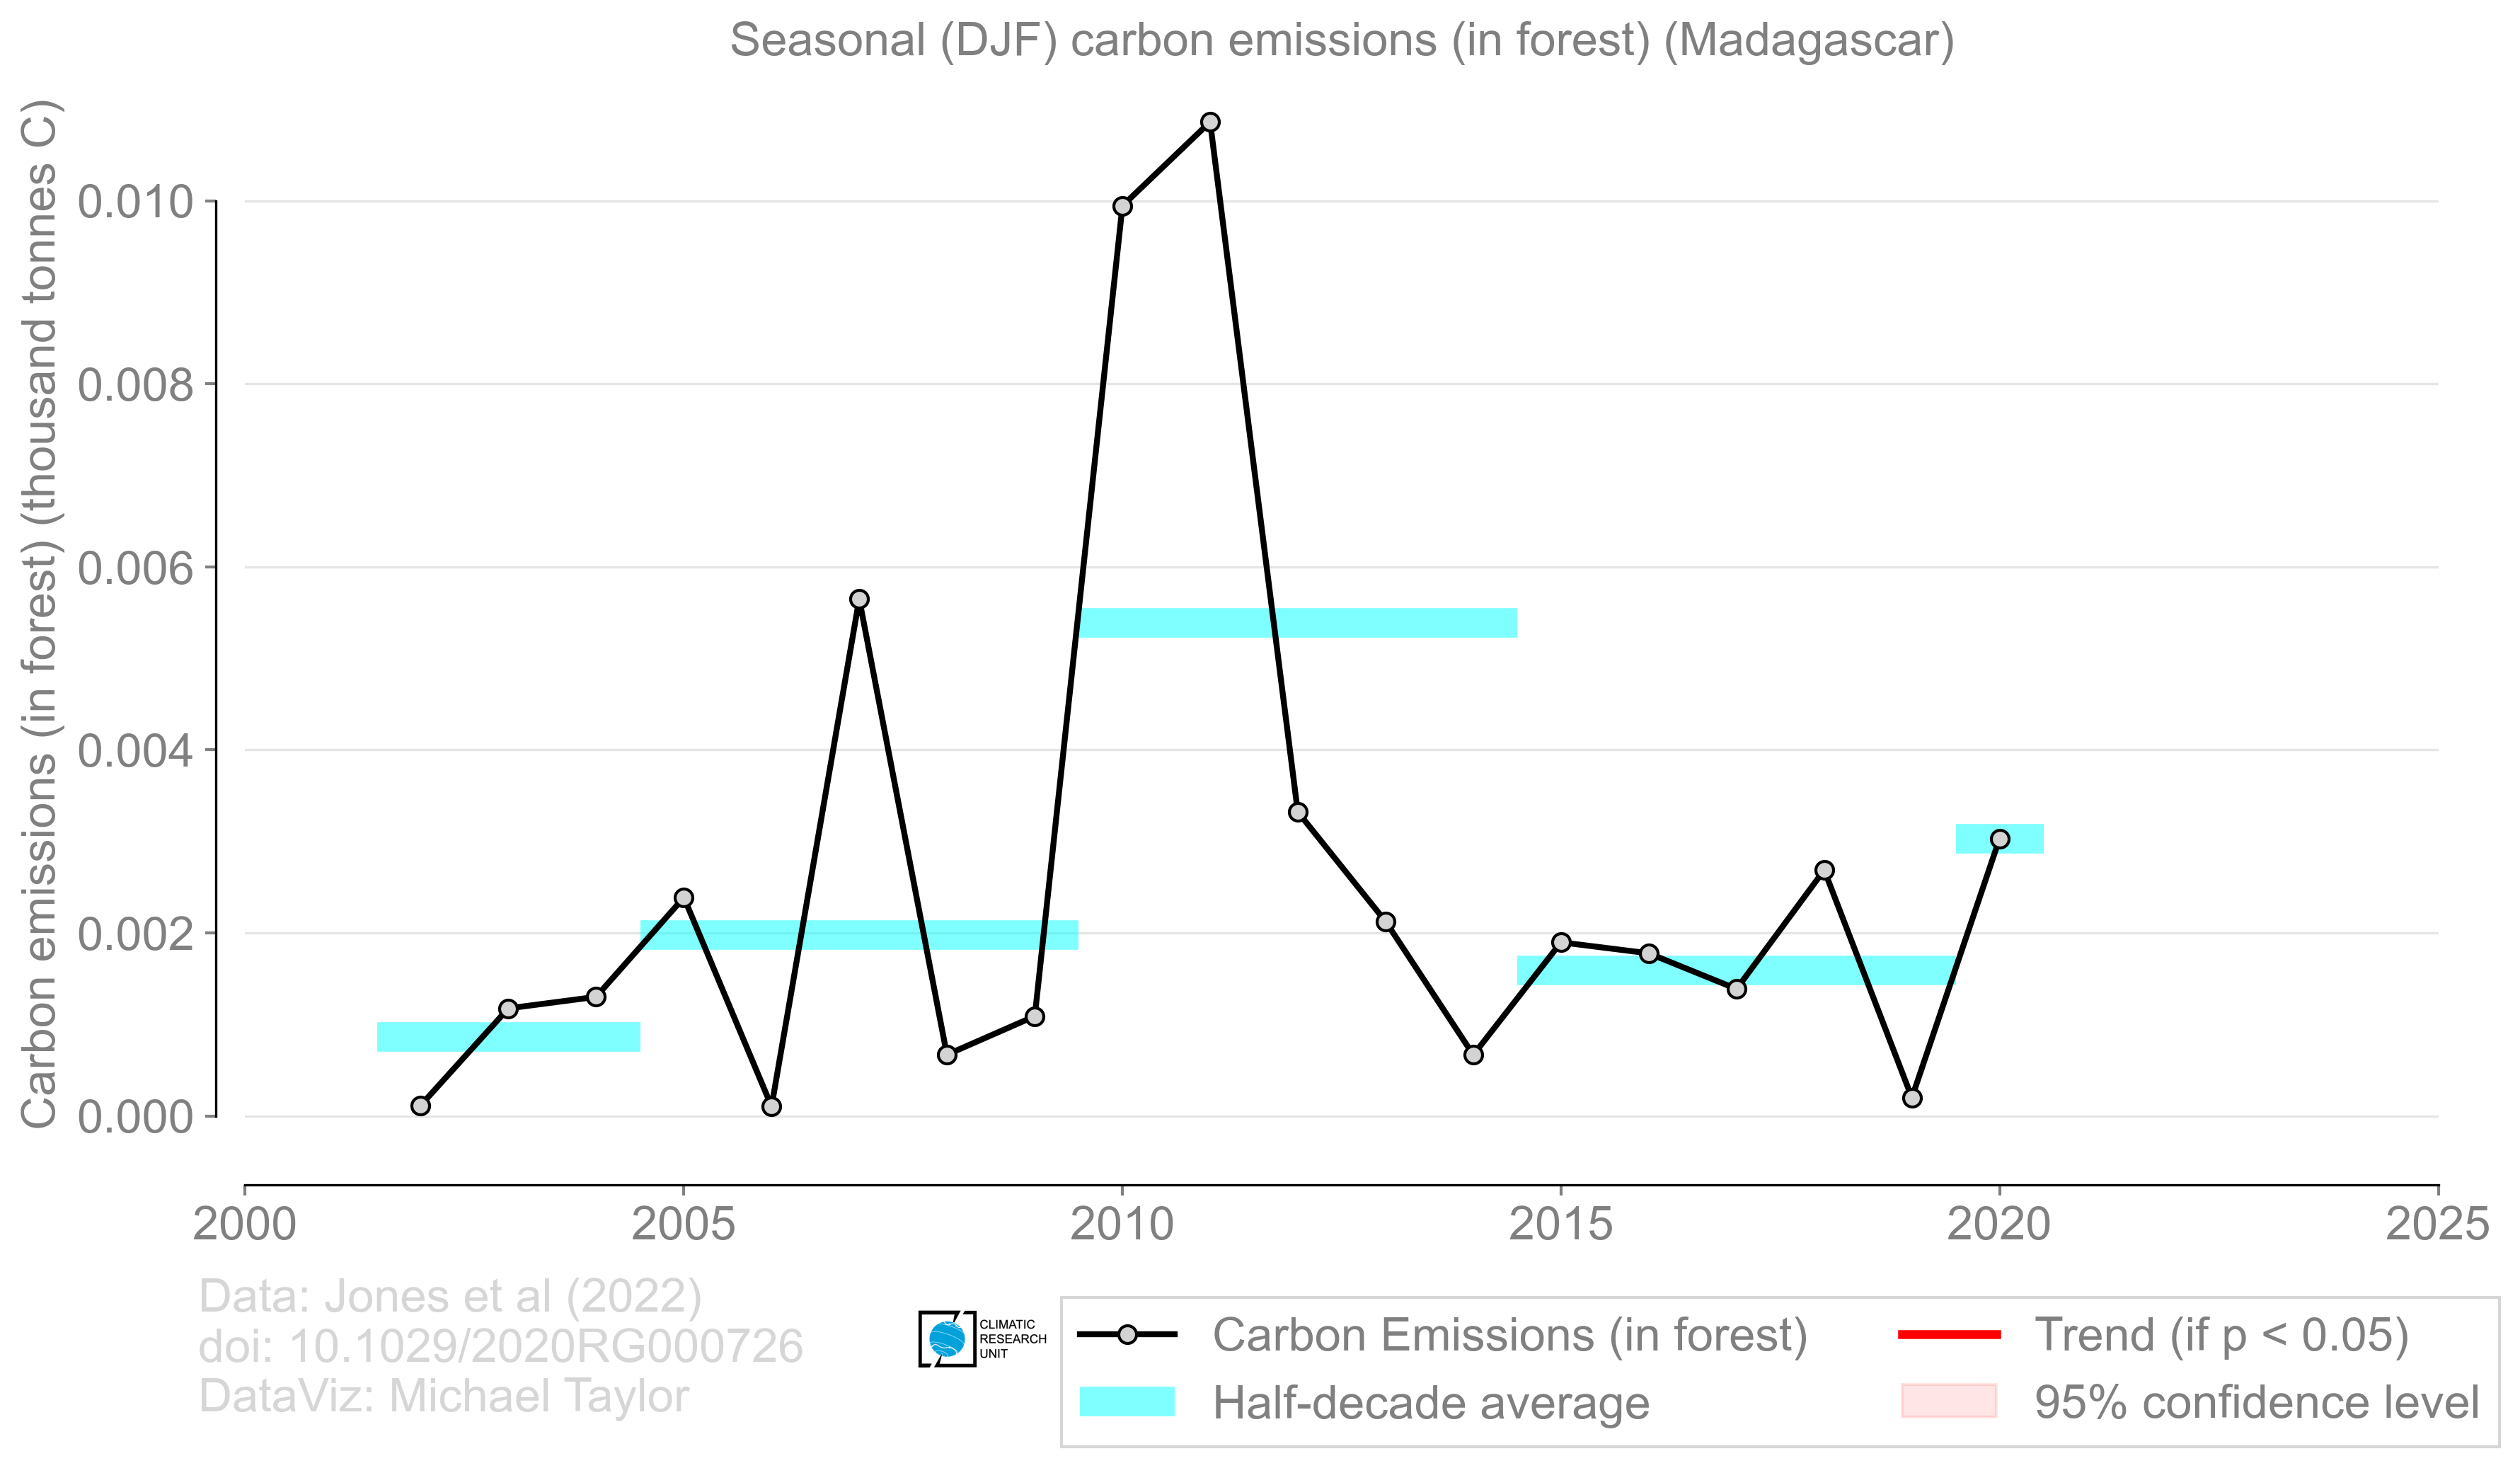 Seasonal (DJF) carbon emissions (in forest) (Madagascar)
Carbon emissions (in forest) (thousand tonnes C)
0.010
0.008
0.006
0.004
0.002
0.000
2000
2005
2010
2015
2020
2025
Data: Jones et al (2022)
doi: 10.1029/2020RG000726
DataViz: Michael Taylor
CLIMATIC
RESEARCH
UNIT
Carbon Emissions (in forest)
Half-decade average
Trend (if p < 0.05)
95% confidence level